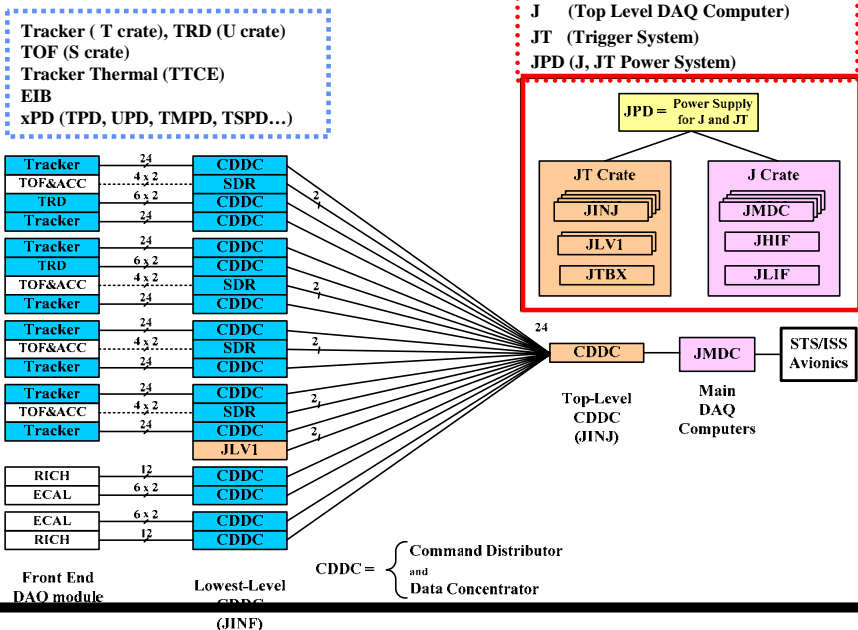 Tracker ( T crate), TRD (U crate)
TOF (S crate)
Tracker Thermal (TTCE)
EIB
xPD (TPD, UPD, TMPD, TSPD…)
J (Top Level DAQ Computer)
JT (Trigger System)
JPD (J, JT Power System)
JPD = Power Supply
for J and JT
JT Crate
JINJ
JLV1
JTBX
J Crate
JMDC
JHIF
JLIF
Tracker 24 CDDC
TOF&ACC 4 x 2 SDR 2
TRD 6 x 2 CDDC
Tracker 24 CDDC
Tracker 24 CDDC
TRD 6 x 2 CDDC
TOF&ACC 4 x 2 SDR 2
Tracker 24 CDDC
Tracker 24 CDDC
TOF&ACC 4 x 2 SDR 2
Tracker 24 CDDC
Tracker 24 CDDC 2
TOF&ACC 4 x 2 SDR
Tracker 24 CDDC 2
JLV1
RICH 12 CDDC
ECAL 6 x 2 CDDC
ECAL 6 x 2 CDDC
RICH 12 CDDC
24
CDDC
JMDC
STS/ISS
Avionics
Top-Level
CDDC
(JINJ)
Main
DAQ
Computers
CDDC =
Command Distributor
and
Data Concentrator
Front End
DAQ module
Lowest-Level
CDDC
(JINF)